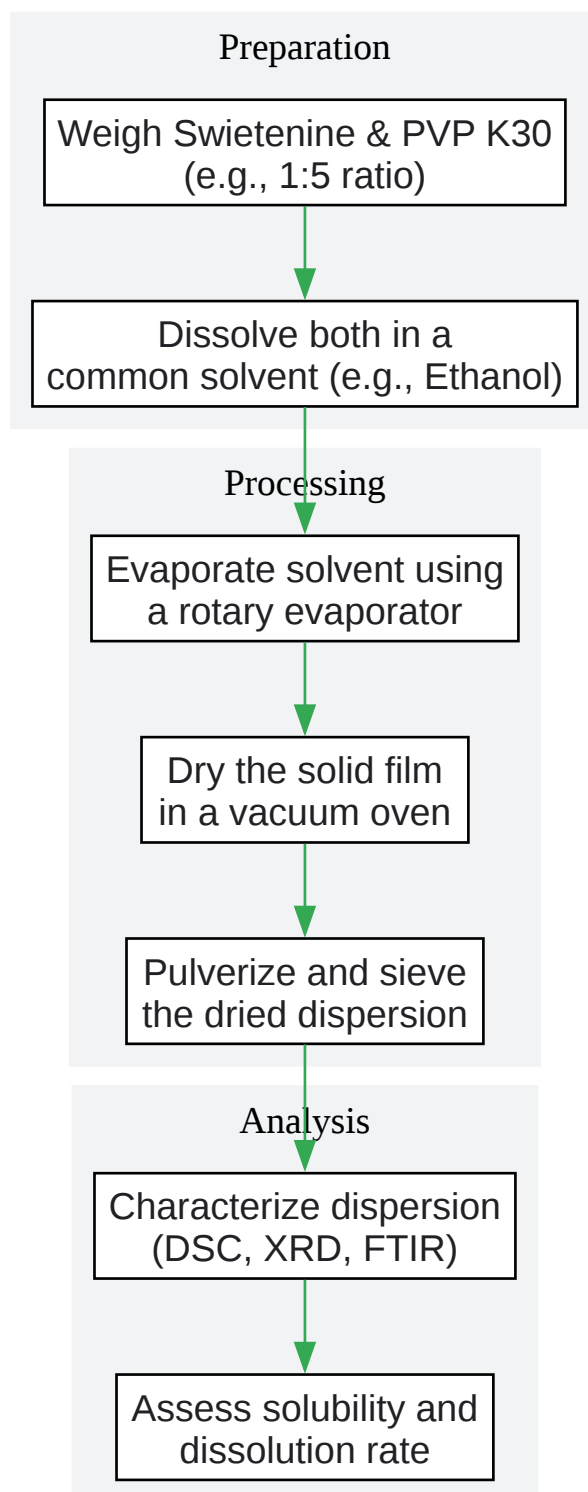 Preparation
Weigh Swietenine & PVP K30
(e.g., 1:5 ratio)
Dissolve both in a
common solvent (e.g., Ethanol)
Processing
Evaporate solvent using
a rotary evaporator
Dry the solid film
in a vacuum oven
Pulverize and sieve
the dried dispersion
Analysis
Characterize dispersion
(DSC, XRD, FTIR)
Assess solubility and
dissolution rate